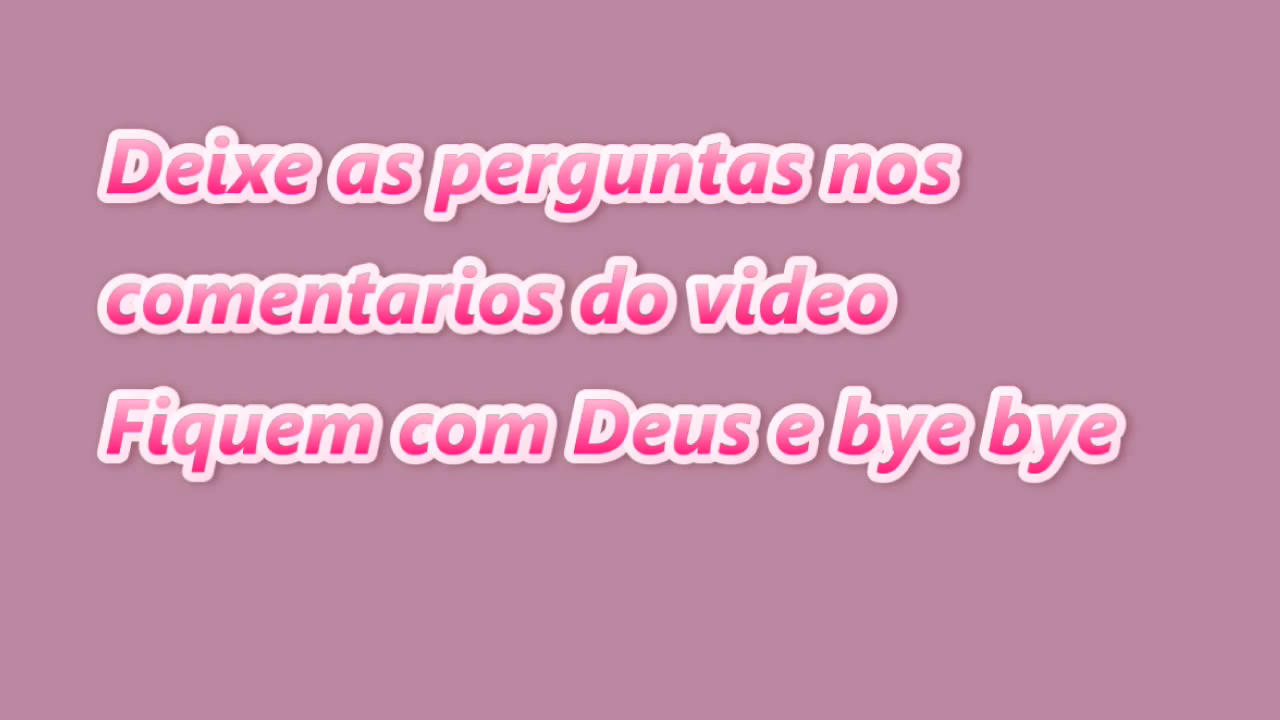 Deixe as perguntas nos
comentarios do video
Fiquem com Deus e bye bye